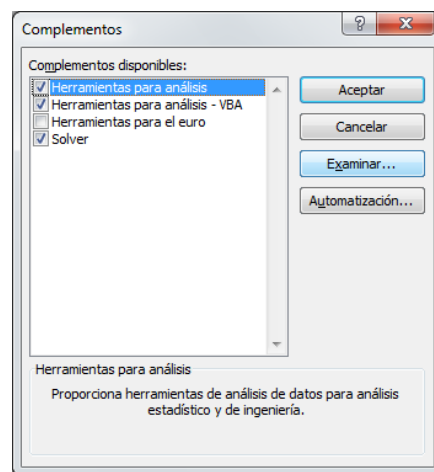 Complementos
Complementos disponibles:
Herramientas para análisis
Herramientas para análisis - VBA
Herramientas para el euro
Solver
Aceptar
Cancelar
Examinar...
Automatización...
Herramientas para análisis
Proporciona herramientas de análisis de datos para análisis
estadístico y de ingeniería.